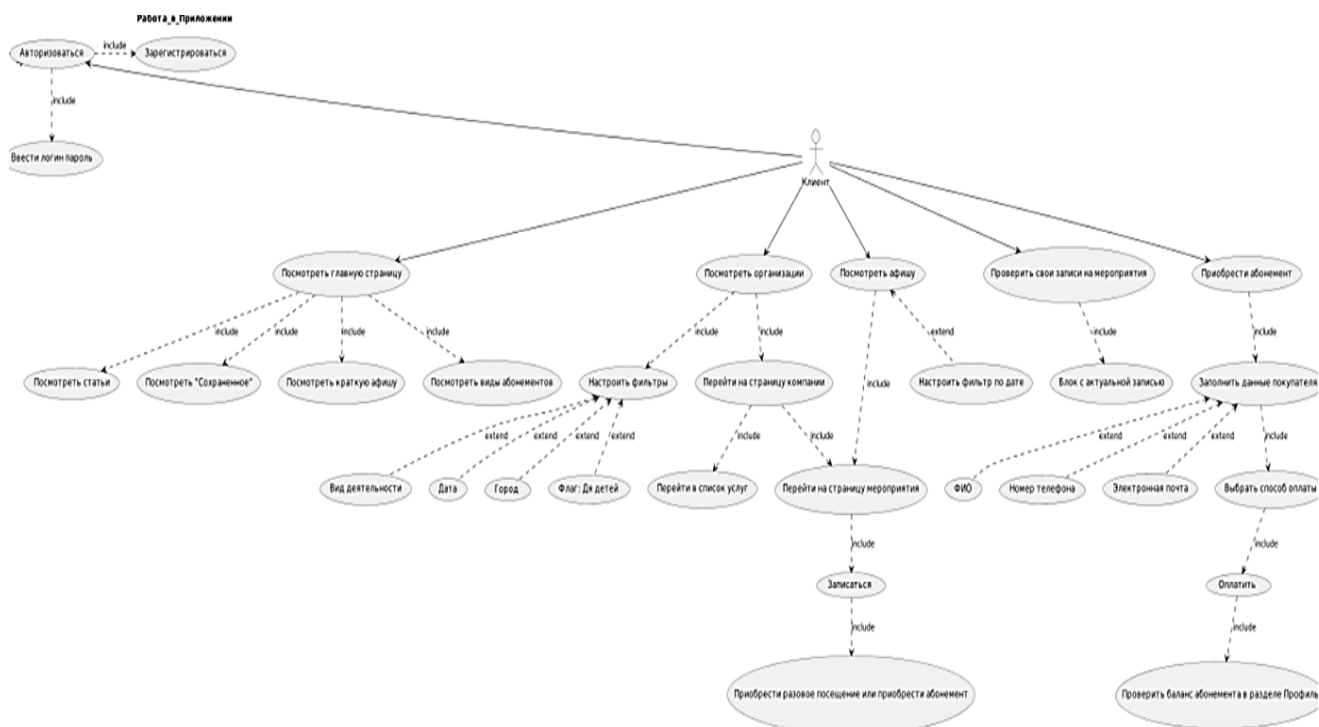 Работа_в_Приложении
Авторизоваться
include
Зарегистрироваться
include
Ввести логин пароль
Клиент
Посмотреть главную страницу
Посмотреть организации
Посмотреть афишу
Проверить свои записи на мероприятия
Приобрести абонемент
include
include
include
include
include
include
extend
include
include
Посмотреть статьи
Посмотреть "Сохраненное"
Посмотреть краткую афишу
Посмотреть виды абонементов
Настроить фильтры
Перейти на страницу компании
include
Настроить фильтр по дате
Блок с актуальной записью
Заполнить данные покупателя
extend
extend
extend
extend
include
include
extend
extend
extend
include
Вид деятельности
Дата
Город
Флаг: Дя детей
Перейти в список услуг
Перейти на страницу мероприятия
ФИО
Номер телефона
Электронная почта
Выбрать способ оплаты
include
include
Записаться
Оплатить
include
include
Приобрести разовое посещение или приобрести абонемент
Проверить баланс абонемента в разделе Профиль